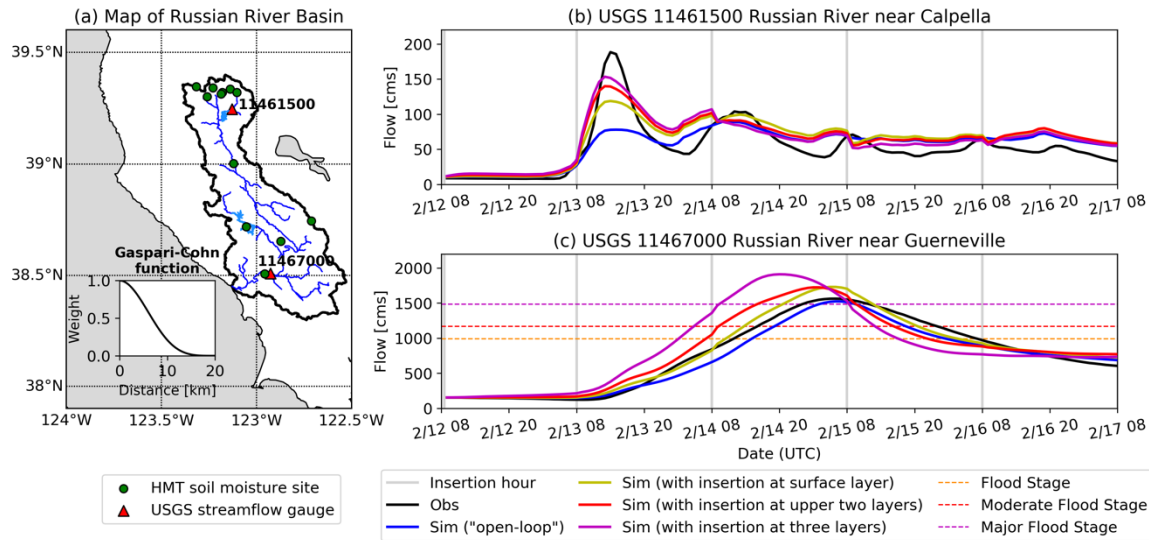 (a) Map of Russian River Basin
39.5°N
39°N
38.5°N
38°N
124°W
123.5°W
123°W
122.5°W
11461500
11467000
Gaspari-Cohn
function
Weight
1.0
0.5
0.0
0
10
20
Distance [km]
HMT soil moisture site
USGS streamflow gauge
(b) USGS 11461500 Russian River near Calpella
Flow [cms]
200
150
100
50
0
2/12 08 2/12 20 2/13 08 2/13 20 2/14 08 2/14 20 2/15 08 2/15 20 2/16 08 2/16 20 2/17 08
(c) USGS 11467000 Russian River near Guerneville
Flow [cms]
2000
1500
1000
500
0
2/12 08 2/12 20 2/13 08 2/13 20 2/14 08 2/14 20 2/15 08 2/15 20 2/16 08 2/16 20 2/17 08
Date (UTC)
Insertion hour
Obs
Sim ("open-loop")
Sim (with insertion at surface layer)
Sim (with insertion at upper two layers)
Sim (with insertion at three layers)
Flood Stage
Moderate Flood Stage
Major Flood Stage